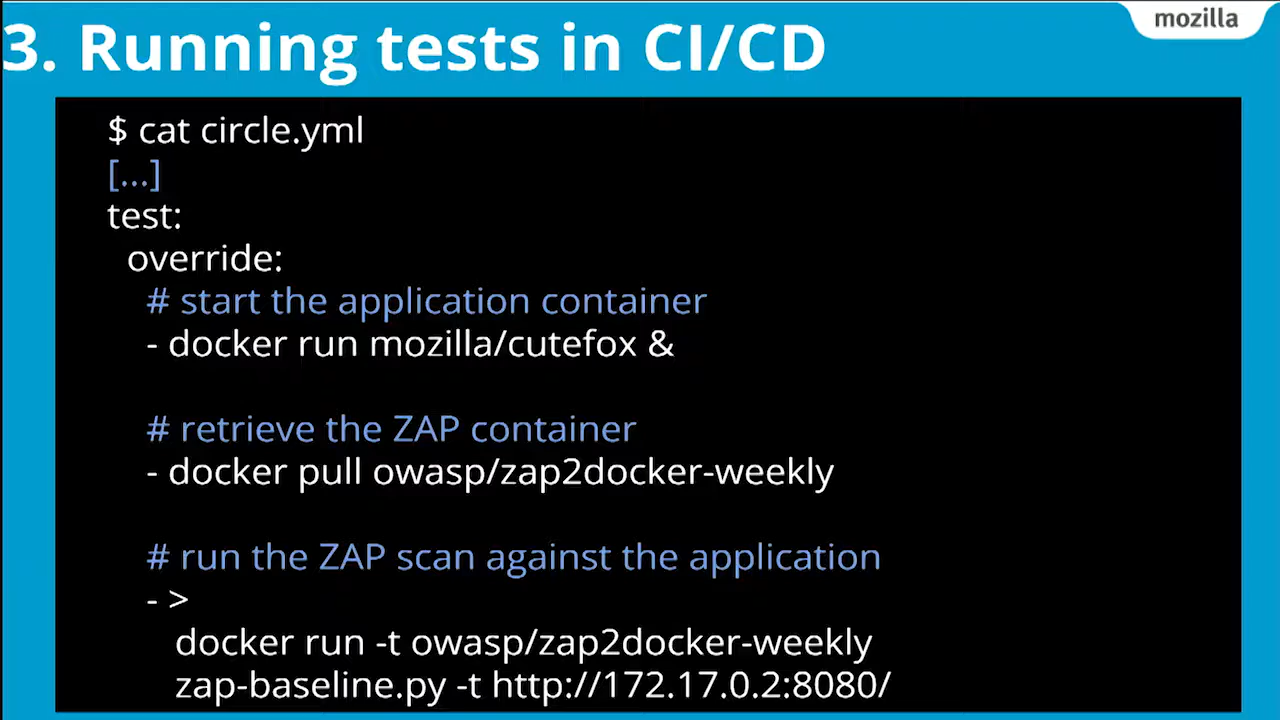 mozilla
3. Running tests in CI/CD
$ cat circle.yml
[...]
test:
override:
# start the application container
- docker run mozilla/cutefox &
# retrieve the ZAP container
- docker pull owasp/zap2docker-weekly
# run the ZAP scan against the application
- >
docker run -t owasp/zap2docker-weekly
zap-baseline.py -t http://172.17.0.2:8080/